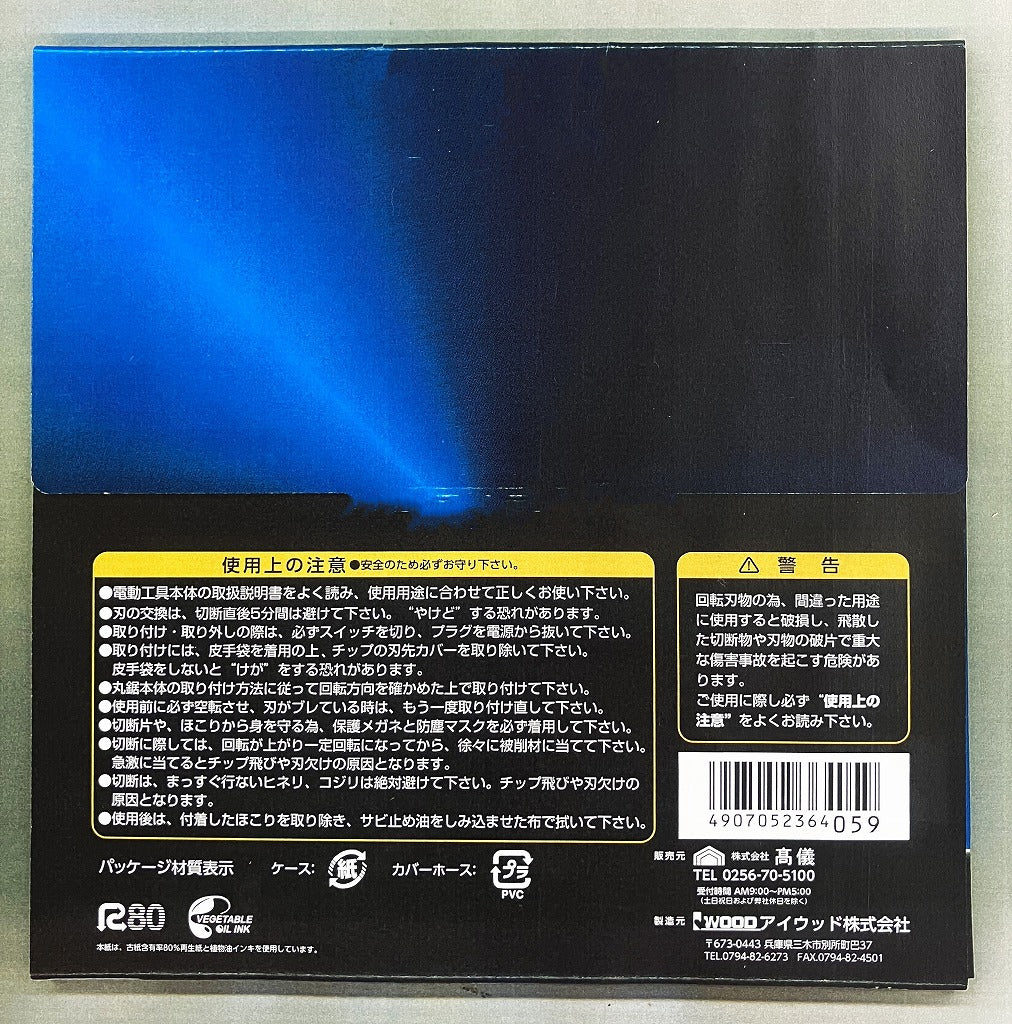 使用上の注意 ●安全のため必ずお守り下さい。
●電動工具本体の取扱説明書をよく読み、使用用途に合わせて正しくお使い下さい。
●刃の交換は、切断直後5分間は避けて下さい。“やけど”する恐れがあります。
●取り付け・取り外しの際は、必ずスイッチを切り、プラグを電源から抜いて下さい。
●取り付けには、皮手袋を着用の上、チップの刃先カバーを取り除いて下さい。
皮手袋をしないと“けが”をする恐れがあります。
●丸鋸本体の取り付け方法に従って回転方向を確かめた上で取り付けて下さい。
●使用前に必ず空転させ、刃がブレている時は、もう一度取り付け直して下さい。
●切断片や、ほこりから身を守る為、保護メガネと防塵マスクを必ず着用して下さい。
●切断に際しては、回転が上がり一定回転になってから、徐々に被削材に当てて下さい。
急激に当てるとチップ飛びや刃欠けの原因となります。
●切断は、まっすぐ行ないヒネリ、コジリは絶対避けて下さい。チップ飛びや刃欠けの
原因となります。
●使用後は、付着したほこりを取り除き、サビ止め油をしみ込ませた布で拭いて下さい。
⚠ 警告
回転刃物の為、間違った用途
に使用すると破損し、飛散し
た切断物や刃物の破片で重大
な傷害事故を起こす危険があ
ります。
ご使用に際し必ず“使用上の
注意”をよくお読み下さい。
4907052364059
パッケージ材質表示 ケース: 紙 カバーホース: プラ
PVC
R80 VEGETABLE
OIL INK
本紙は、古紙含有率80%再生紙と植物油インキを使用しています。
販売元 株式会社 髙儀
TEL 0256-70-5100
受付時間 AM9:00〜PM5:00
(土日祝日および弊社休日を除く)
製造元 IWOOD アイウッド株式会社
〒673-0443 兵庫県三木市別所町巴37
TEL.0794-82-6273 FAX.0794-82-4501